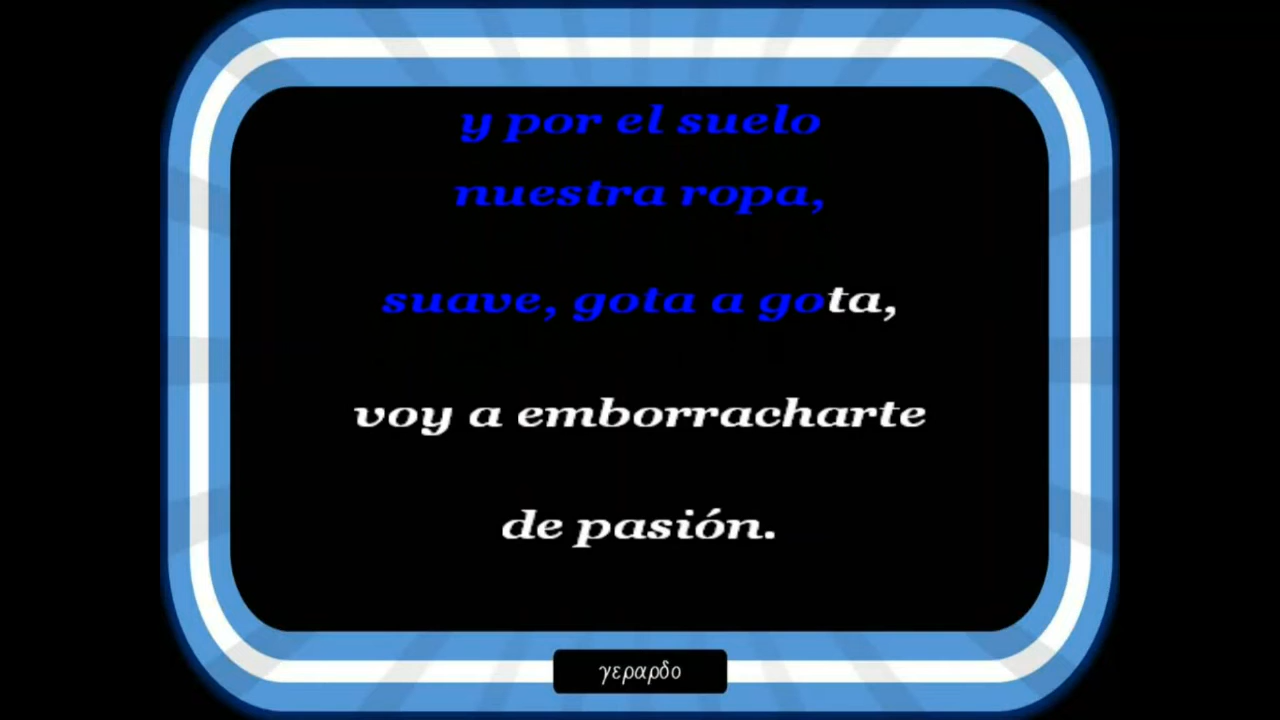 y por el suelo
nuestra ropa,
suave, gota a gota,
voy a emborracharte
de pasión.
γεραρδο